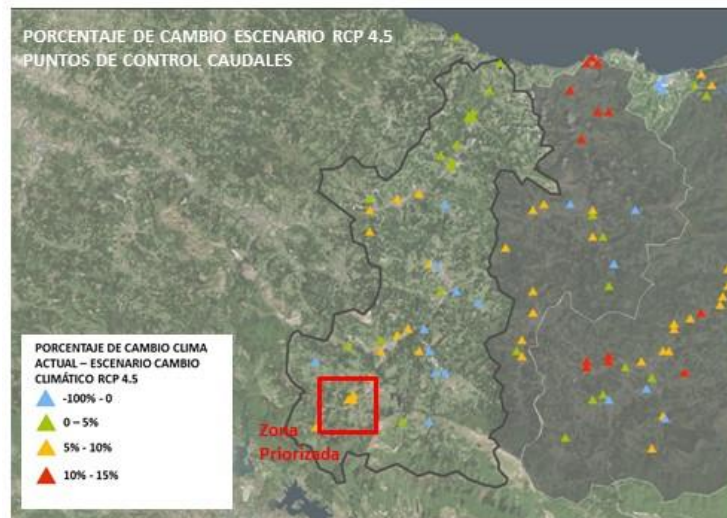 PORCENTAJE DE CAMBIO ESCENARIO RCP 4.5
PUNTOS DE CONTROL CAUDALES
PORCENTAJE DE CAMBIO CLIMA
ACTUAL – ESCENARIO CAMBIO
CLIMÁTICO RCP 4.5
-100% - 0
0 – 5%
5% - 10%
10% - 15%
Zona
Priorizada